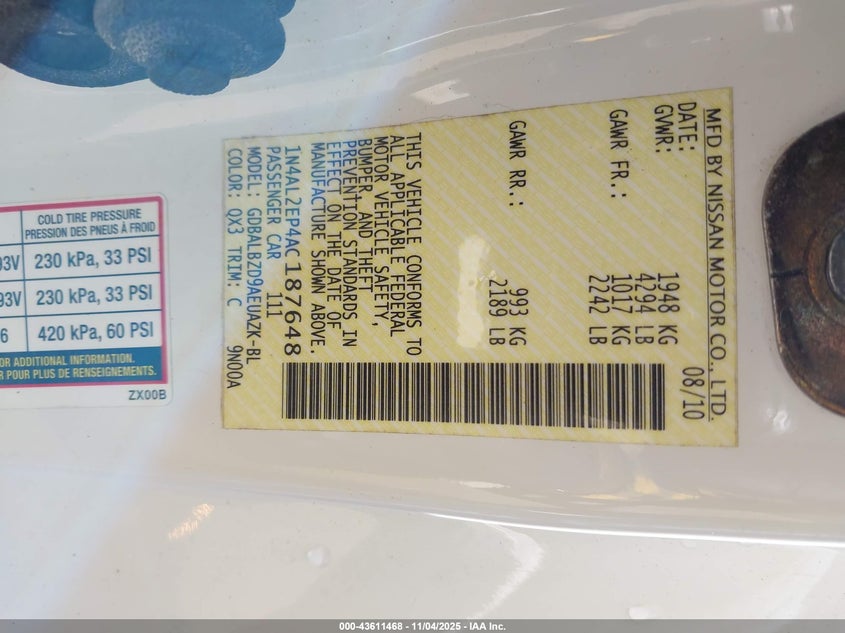 MFD BY NISSAN MOTOR CO., LTD.
DATE: 08/10
GVWR: 1948 KG
4294 LB
GAWR FR.: 1017 KG
2242 LB
GAWR RR.: 993 KG
2189 LB
THIS VEHICLE CONFORMS TO
ALL APPLICABLE FEDERAL
MOTOR VEHICLE SAFETY,
BUMPER AND THEFT
PREVENTION STANDARDS IN
EFFECT ON THE DATE OF
MANUFACTURE SHOWN ABOVE.
1N4AL2EP4AC187648
PASSENGER CAR 111
MODEL: GDBALBZD9AEUAZK-BL
COLOR: QX3 TRIM: C 9N00A
COLD TIRE PRESSURE
PRESSION DES PNEUS À FROID
93V 230 kPa, 33 PSI
93V 230 kPa, 33 PSI
6 420 kPa, 60 PSI
OR ADDITIONAL INFORMATION.
R POUR PLUS DE RENSEIGNEMENTS.
ZX00B
000-43611468 - 11/04/2025 - IAA Inc.